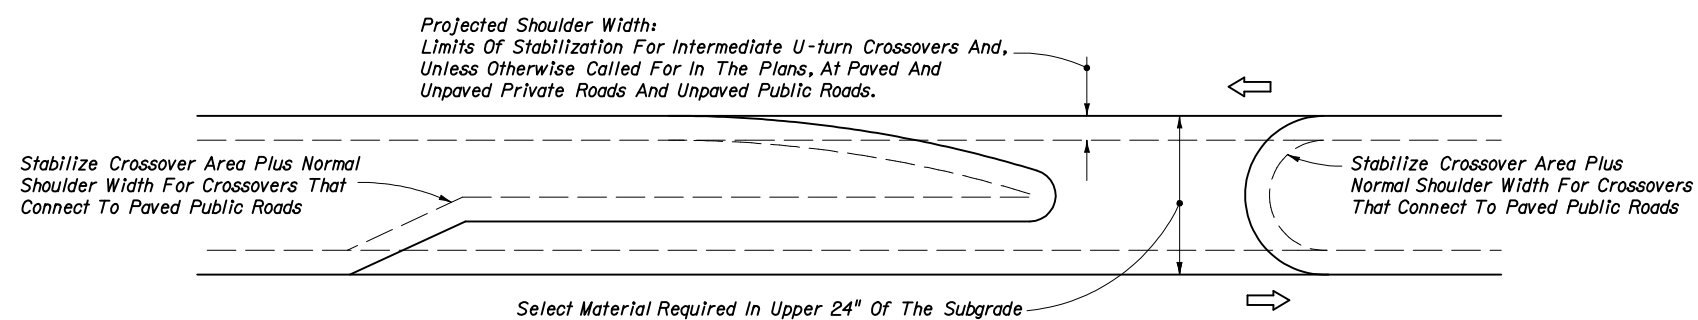 Projected Shoulder Width:
Limits Of Stabilization For Intermediate U-turn Crossovers And,
Unless Otherwise Called For In The Plans, At Paved And
Unpaved Private Roads And Unpaved Public Roads.
Stabilize Crossover Area Plus Normal
Shoulder Width For Crossovers That
Connect To Paved Public Roads
Stabilize Crossover Area Plus
Normal Shoulder Width For Crossovers
That Connect To Paved Public Roads
Select Material Required In Upper 24" Of The Subgrade